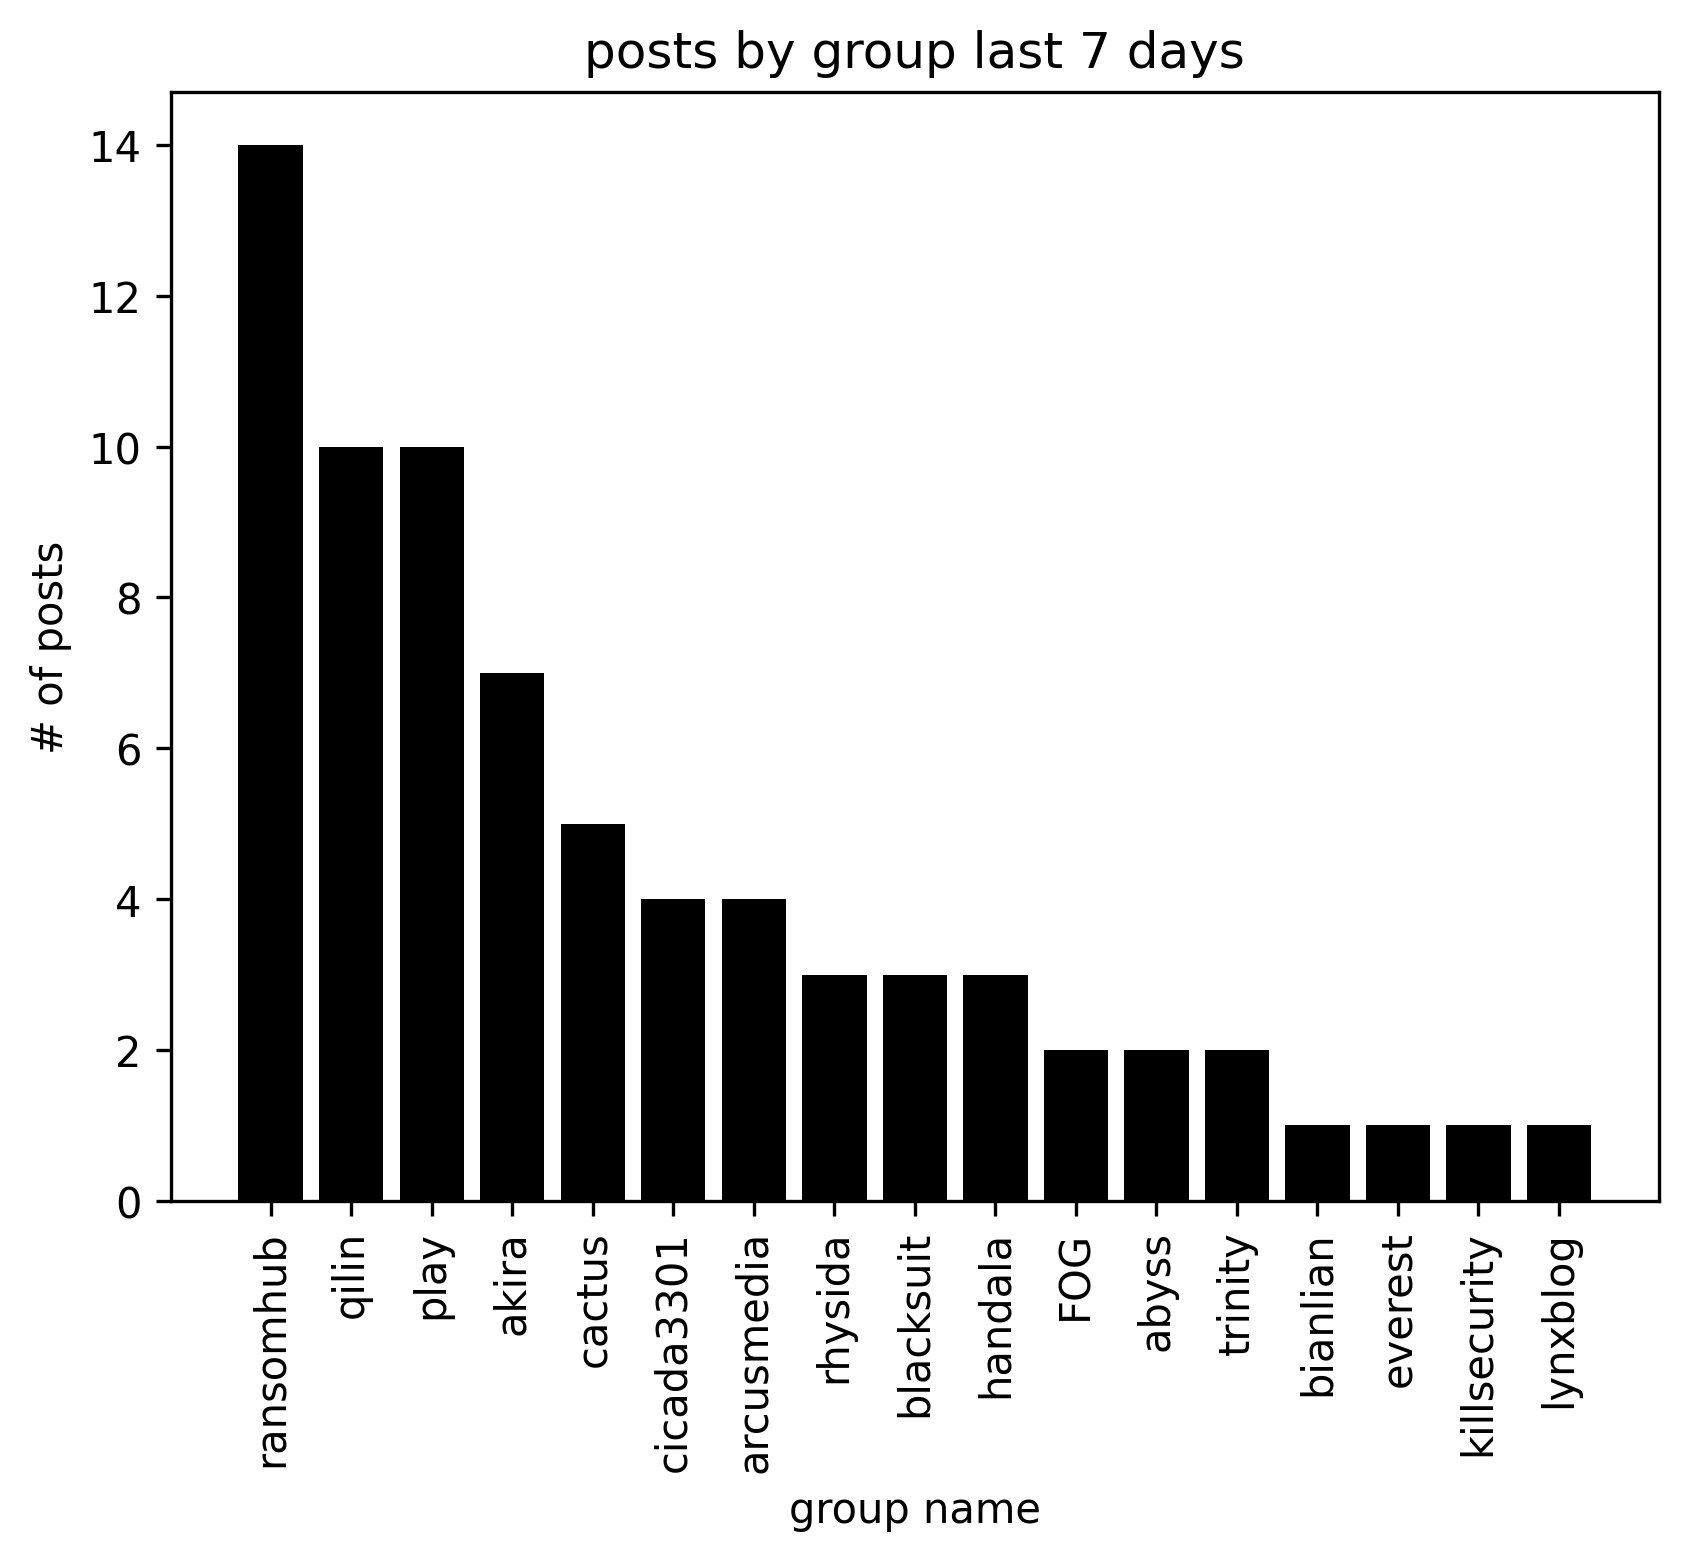 posts by group last 7 days
14
12
10
8
6
4
2
0
# of posts
ransomhub
qilin
play
akira
cactus
cicada3301
arcusmedia
rhysida
blacksuit
handala
FOG
abyss
trinity
bianlian
everest
killsecurity
lynxblog
group name